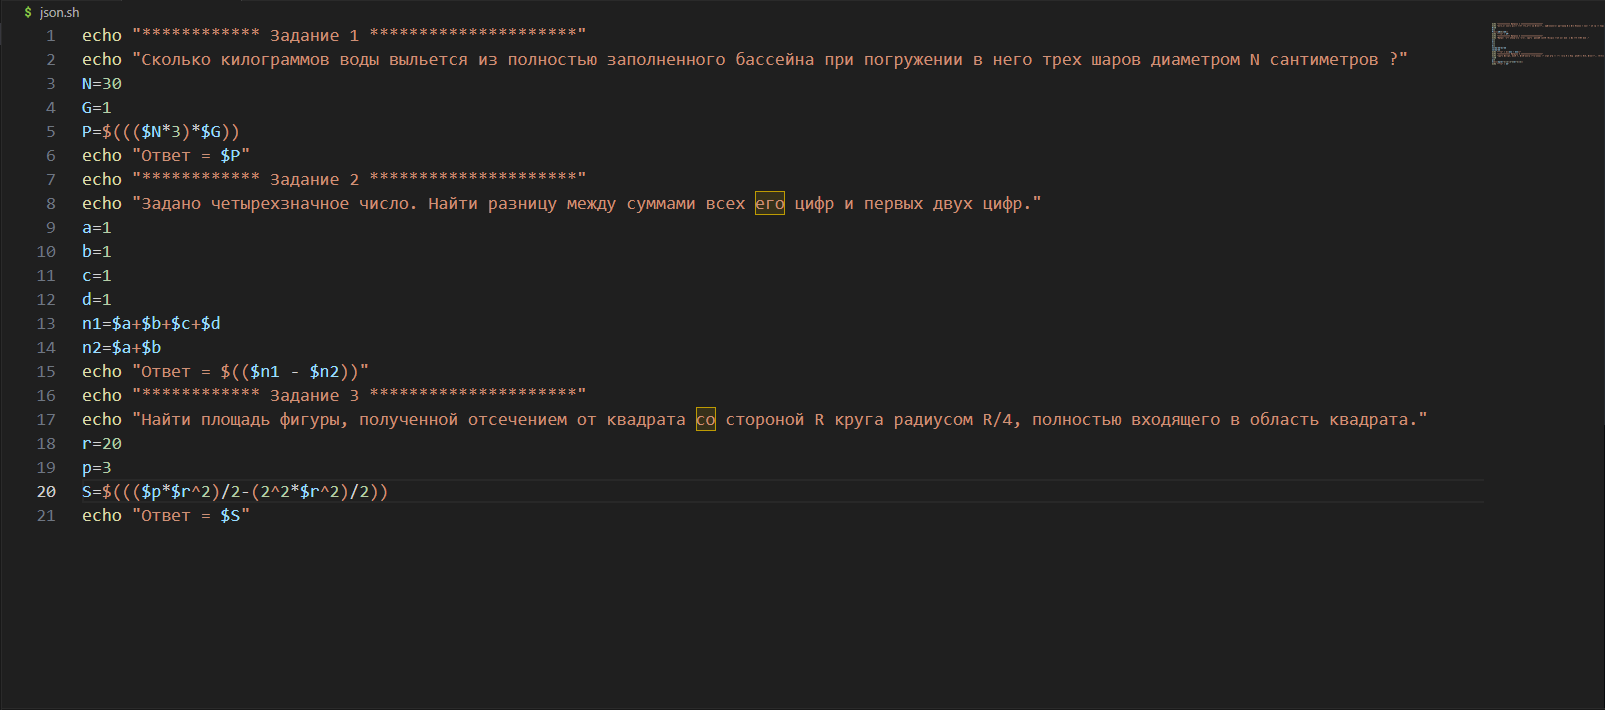 $ json.sh
1 echo "************ Задание 1 *********************"
2 echo "Сколько килограммов воды выльется из полностью заполненного бассейна при погружении в него трех шаров диаметром N сантиметров ?"
3 N=30
4 G=1
5 P=$((($N*3)*$G))
6 echo "Ответ = $P"
7 echo "************ Задание 2 *********************"
8 echo "Задано четырехзначное число. Найти разницу между суммами всех его цифр и первых двух цифр."
9 a=1
10 b=1
11 c=1
12 d=1
13 n1=$a+$b+$c+$d
14 n2=$a+$b
15 echo "Ответ = $(($n1 - $n2))"
16 echo "************ Задание 3 *********************"
17 echo "Найти площадь фигуры, полученной отсечением от квадрата со стороной R круга радиусом R/4, полностью входящего в область квадрата."
18 r=20
19 p=3
20 S=$((($p*$r^2)/2-(2^2*$r^2)/2))
21 echo "Ответ = $S"